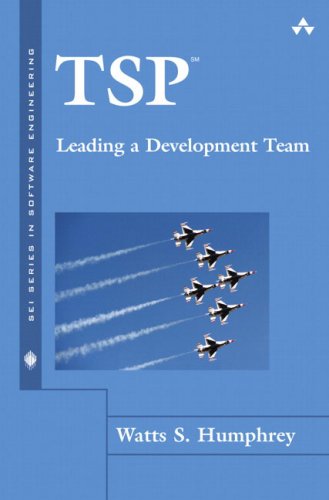 TSP℠
Leading a Development Team
SEI SERIES IN SOFTWARE ENGINEERING
Watts S. Humphrey